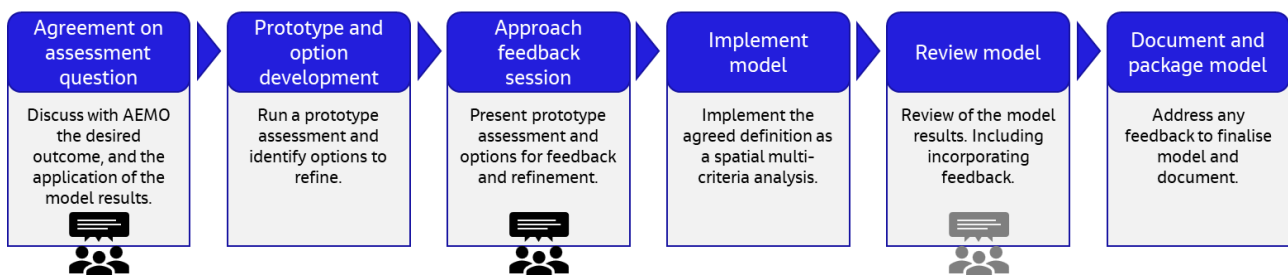 Agreement on
assessment
question
Discuss with AEMO
the desired
outcome, and the
application of the
model results.
Prototype and
option
development
Run a prototype
assessment and
identify options to
refine.
Approach
feedback
session
Present prototype
assessment and
options for feedback
and refinement.
Implement
model
Implement the
agreed definition as
a spatial multi-
criteria analysis.
Review model
Review of the model
results. Including
incorporating
feedback.
Document and
package model
Address any
feedback to finalise
model and
document.